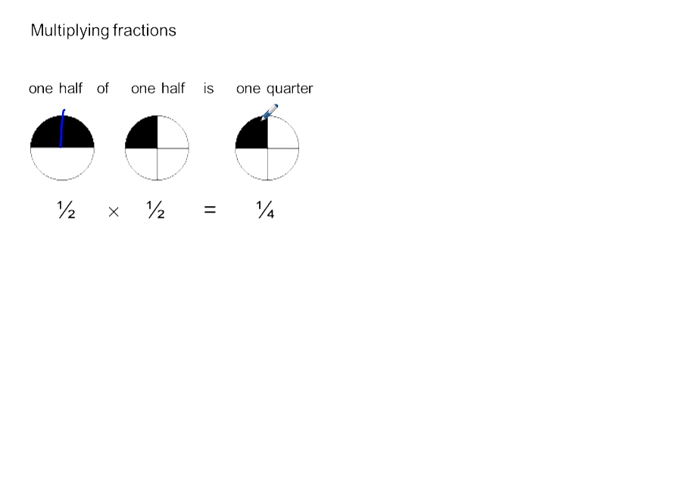 Multiplying fractions
one half of one half is one quarter
½ × ½ = ¼